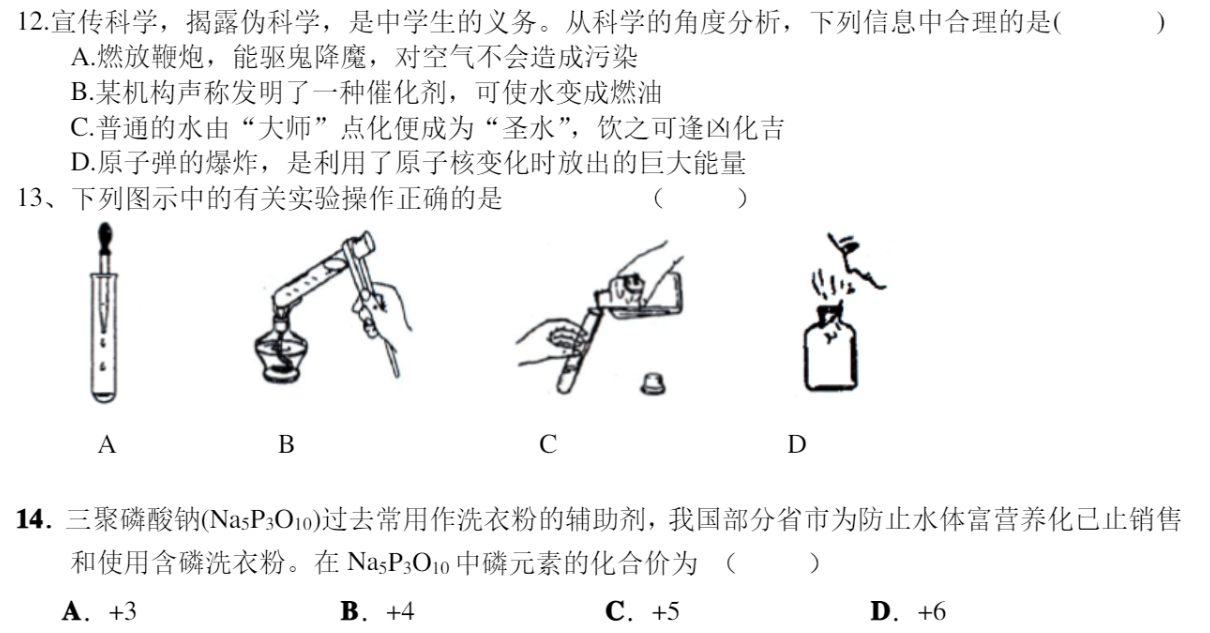 12.宣传科学，揭露伪科学，是中学生的义务。从科学的角度分析，下列信息中合理的是(　　)
A.燃放鞭炮，能驱鬼降魔，对空气不会造成污染
B.某机构声称发明了一种催化剂，可使水变成燃油
C.普通的水由“大师”点化便成为“圣水”，饮之可逢凶化吉
D.原子弹的爆炸，是利用了原子核变化时放出的巨大能量
13、下列图示中的有关实验操作正确的是　　（　　）
A　B　C　D
14．三聚磷酸钠(Na₅P₃O₁₀)过去常用作洗衣粉的辅助剂，我国部分省市为防止水体富营养化已止销售
和使用含磷洗衣粉。在 Na₅P₃O₁₀ 中磷元素的化合价为　（　　）
A．+3　B．+4　C．+5　D．+6